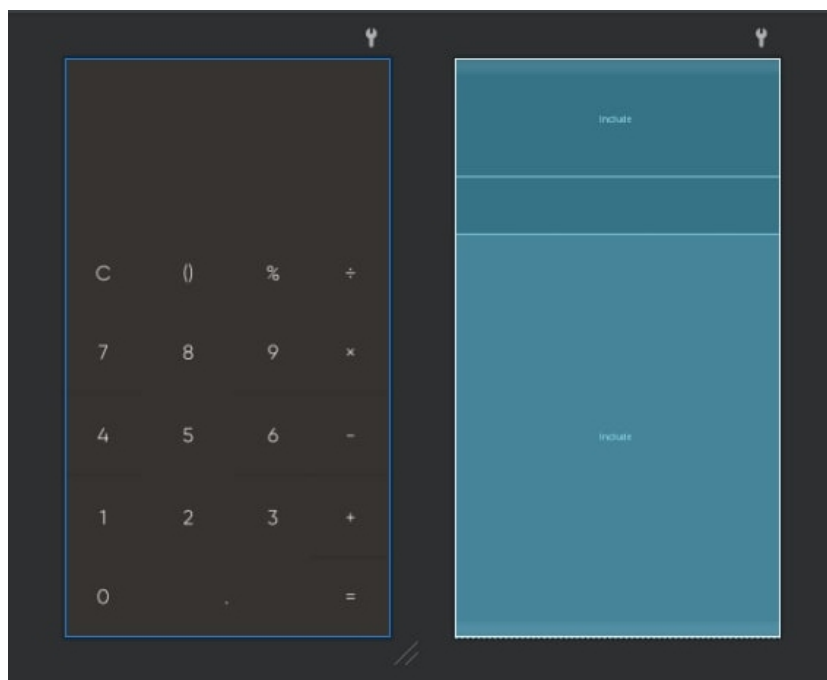 C () % ÷
7 8 9 ×
4 5 6 −
1 2 3 +
0 . =
include
include